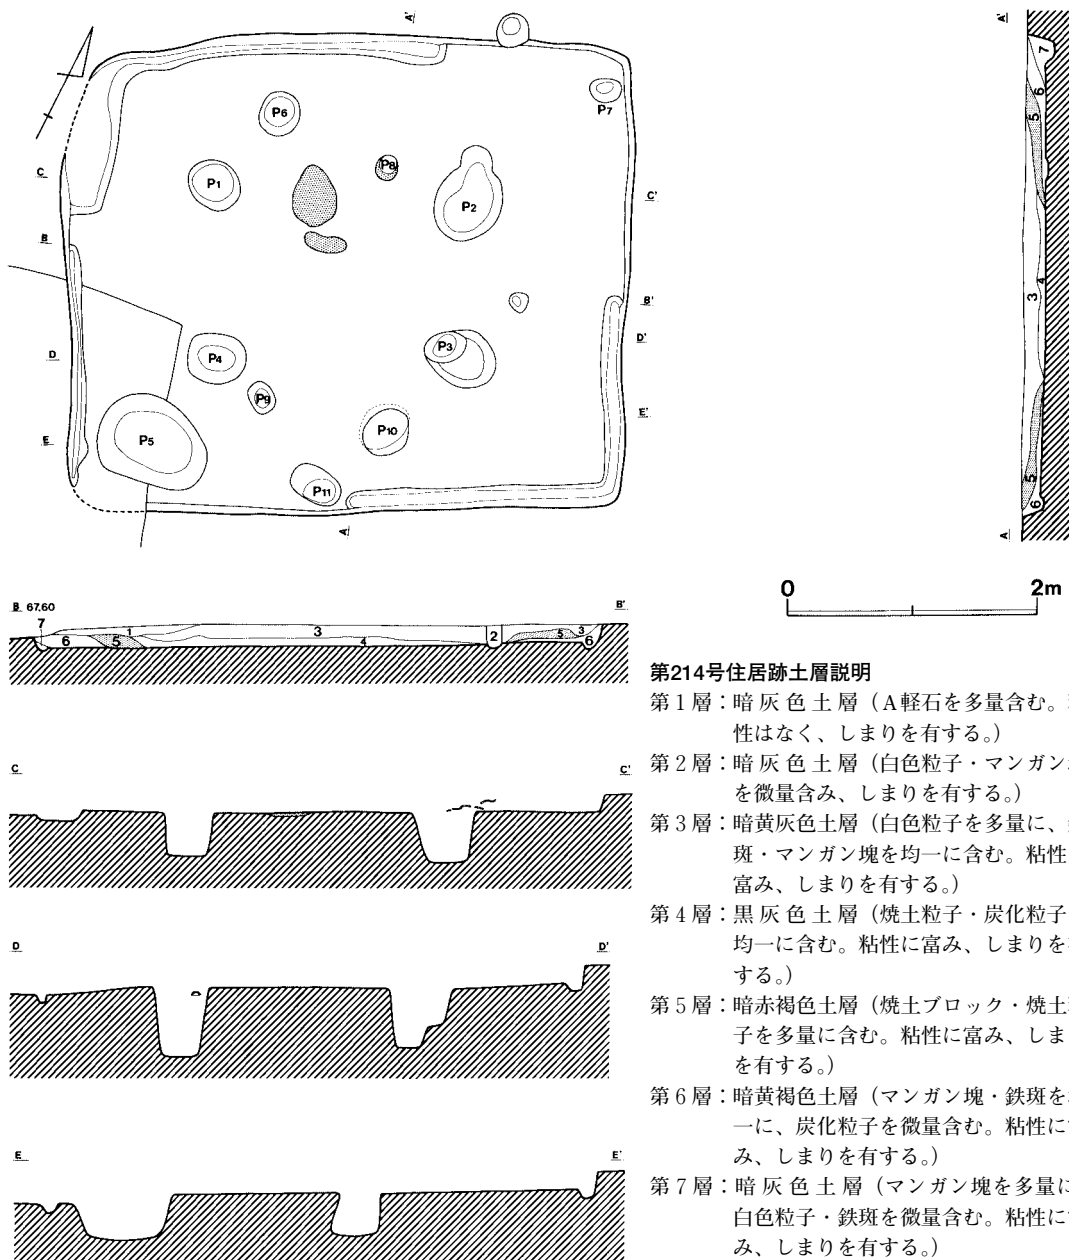 A'
A'
P6
P7
C
P1
P8
P2
C'
B
B'
D
P4
P3
D'
P9
E
P5
P10
E'
P11
A
7
6
5
4
3
5
6
A
B 67.60
B'
7
6
5
1
3
4
2
5
3
6
0
2m
C
C'
D
D'
E
E'
第214号住居跡土層説明
第1層：暗灰色土層（A軽石を多量含む。
性はなく、しまりを有する。）
第2層：暗灰色土層（白色粒子・マンガン
を微量含み、しまりを有する。）
第3層：暗黄灰色土層（白色粒子を多量に、
斑・マンガン塊を均一に含む。粘性
富み、しまりを有する。）
第4層：黒灰色土層（焼土粒子・炭化粒子
均一に含む。粘性に富み、しまりを
する。）
第5層：暗赤褐色土層（焼土ブロック・焼土
子を多量に含む。粘性に富み、しま
を有する。）
第6層：暗黄褐色土層（マンガン塊・鉄斑を
一に、炭化粒子を微量含む。粘性に
み、しまりを有する。）
第7層：暗灰色土層（マンガン塊を多量に
白色粒子・鉄斑を微量含む。粘性に
み、しまりを有する。）